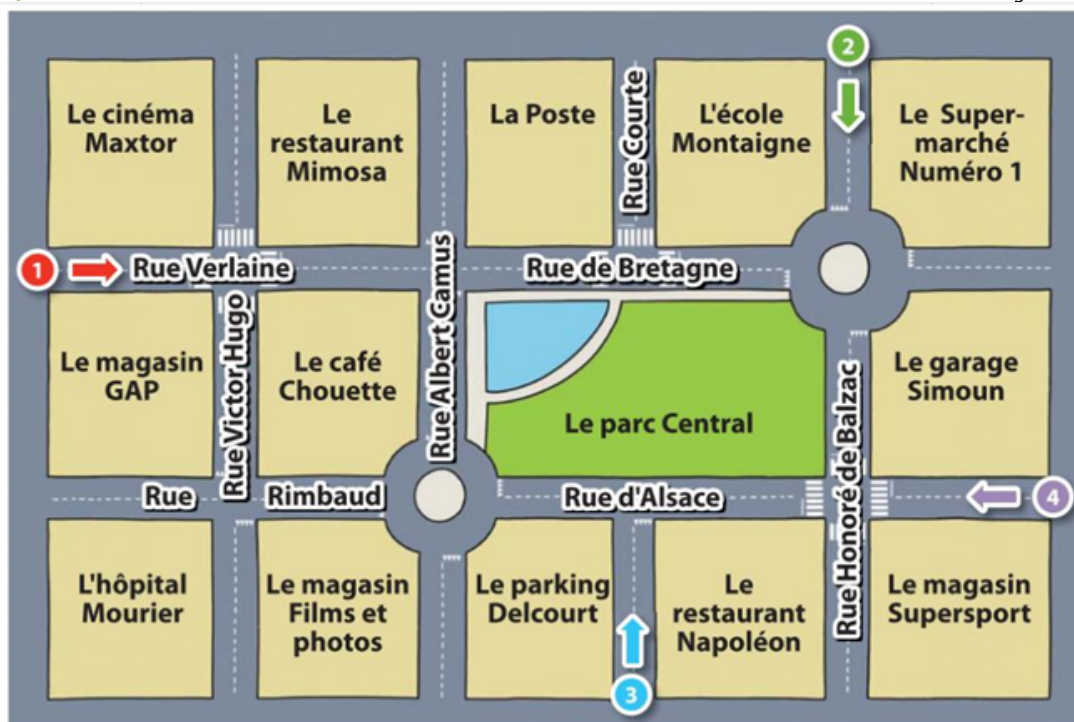 2
Le cinéma
Maxtor
Le
restaurant
Mimosa
La Poste
Rue Courte
L'école
Montaigne
Le Super-
marché
Numéro 1
1
Rue Verlaine
Rue de Bretagne
Le magasin
GAP
Rue Victor Hugo
Le café
Chouette
Rue Albert Camus
Le parc Central
Rue Honoré de Balzac
Le garage
Simoun
Rue Rimbaud
Rue d'Alsace
4
L'hôpital
Mourier
Le magasin
Films et
photos
Le parking
Delcourt
3
Le
restaurant
Napoléon
Le magasin
Supersport